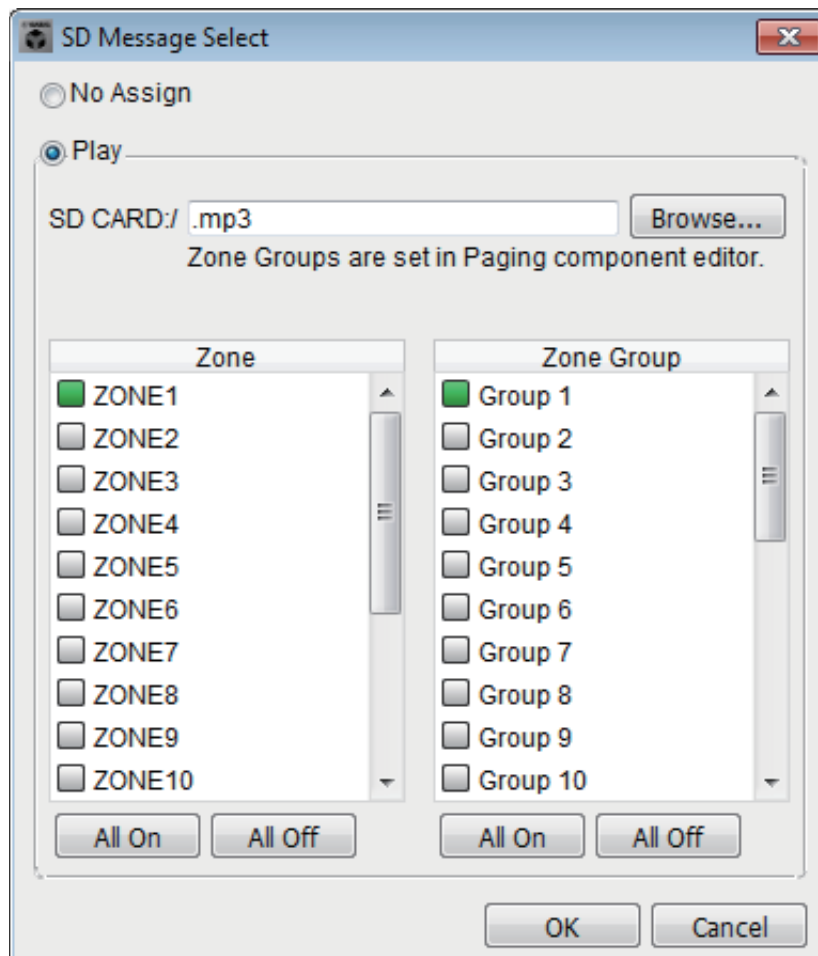 SD Message Select
No Assign
Play
SD CARD:/ .mp3 Browse...
Zone Groups are set in Paging component editor.
Zone Zone Group
ZONE1 Group 1
ZONE2 Group 2
ZONE3 Group 3
ZONE4 Group 4
ZONE5 Group 5
ZONE6 Group 6
ZONE7 Group 7
ZONE8 Group 8
ZONE9 Group 9
ZONE10 Group 10
All On All Off All On All Off
OK Cancel